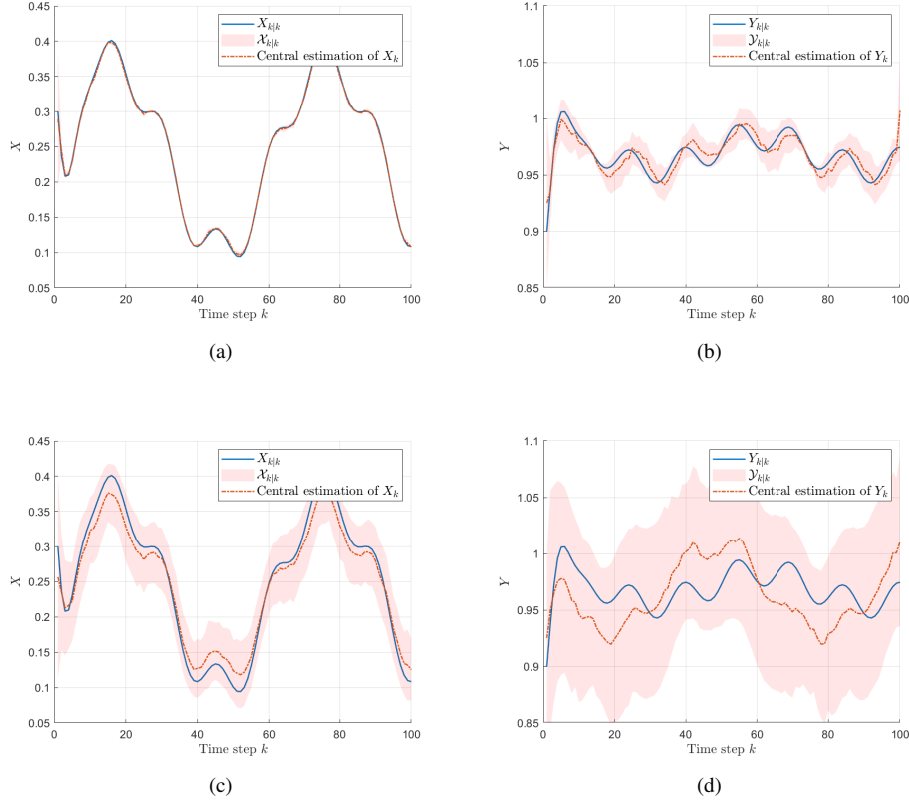 0.45
0.4
0.35
0.3
0.25
0.2
0.15
0.1
0.05
X
0 20 40 60 80 100
Time step k
X_{k|k}
𝒳_{k|k}
Central estimation of X_k
(a)
1.1
1.05
1
0.95
0.9
0.85
Y
0 20 40 60 80 100
Time step k
Y_{k|k}
𝒴_{k|k}
Central estimation of Y_k
(b)
0.45
0.4
0.35
0.3
0.25
0.2
0.15
0.1
0.05
X
0 20 40 60 80 100
Time step k
X_{k|k}
𝒳_{k|k}
Central estimation of X_k
(c)
1.1
1.05
1
0.95
0.9
0.85
Y
0 20 40 60 80 100
Time step k
Y_{k|k}
𝒴_{k|k}
Central estimation of Y_k
(d)